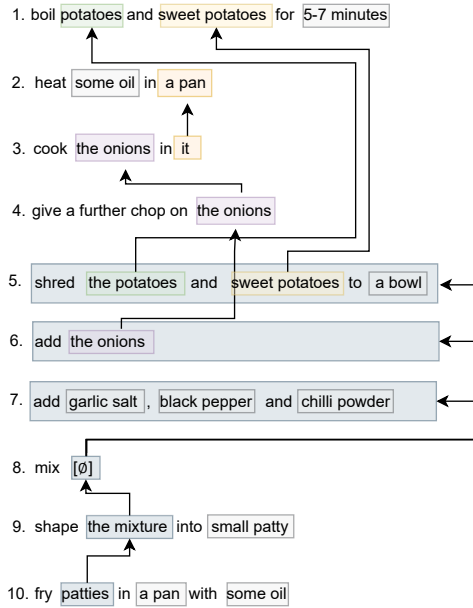 1. boil potatoes and sweet potatoes for 5-7 minutes
2. heat some oil in a pan
3. cook the onions in it
4. give a further chop on the onions
5. shred the potatoes and sweet potatoes to a bowl
6. add the onions
7. add garlic salt , black pepper and chilli powder
8. mix [ø]
9. shape the mixture into small patty
10. fry patties in a pan with some oil